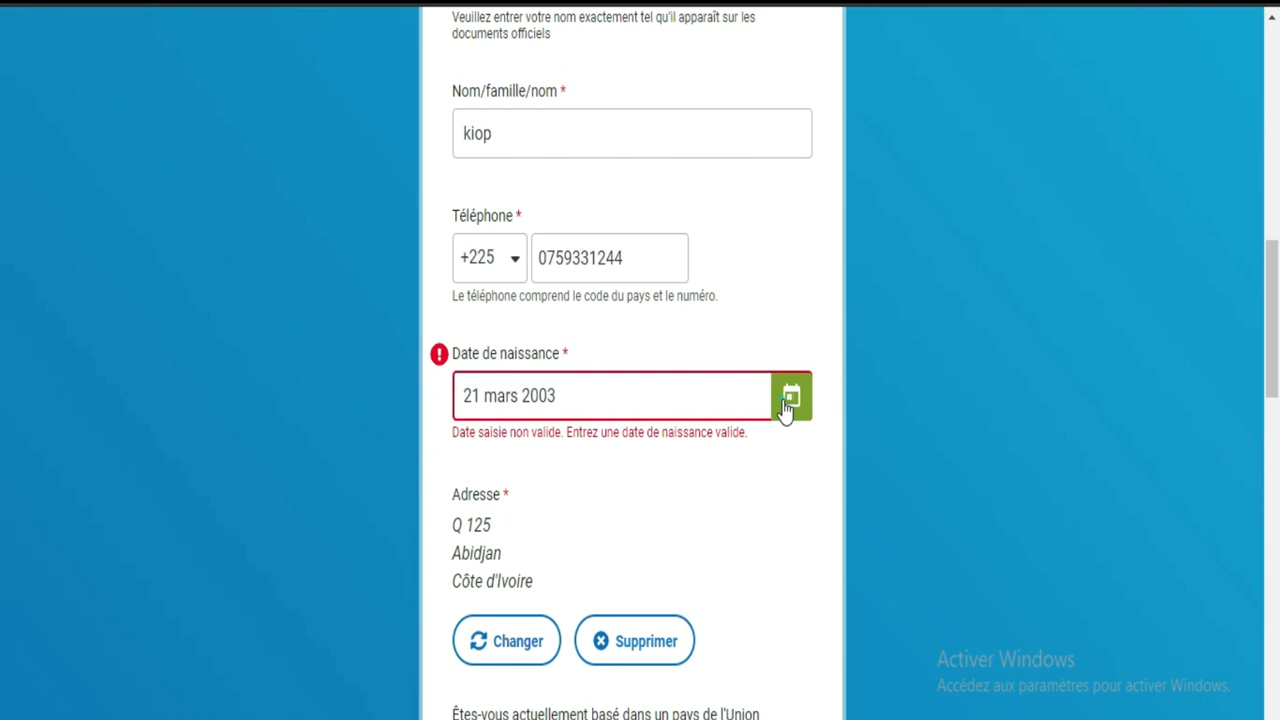 Veuillez entrer votre nom exactement tel qu'il apparaît sur les
documents officiels
Nom/famille/nom *
kiop
Téléphone *
+225
0759331244
Le téléphone comprend le code du pays et le numéro.
Date de naissance *
21 mars 2003
Date saisie non valide. Entrez une date de naissance valide.
Adresse *
Q 125
Abidjan
Côte d'Ivoire
Changer
Supprimer
Êtes-vous actuellement basé dans un pays de l'Union
Activer Windows
Accédez aux paramètres pour activer Windows.